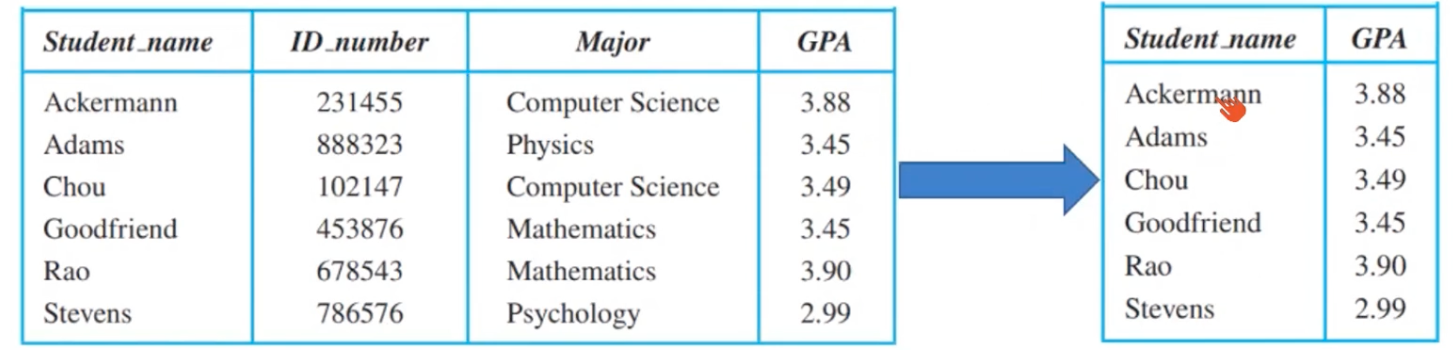 Student_name ID_number Major GPA
Ackermann 231455 Computer Science 3.88
Adams 888323 Physics 3.45
Chou 102147 Computer Science 3.49
Goodfriend 453876 Mathematics 3.45
Rao 678543 Mathematics 3.90
Stevens 786576 Psychology 2.99
Student_name GPA
Ackermann 3.88
Adams 3.45
Chou 3.49
Goodfriend 3.45
Rao 3.90
Stevens 2.99